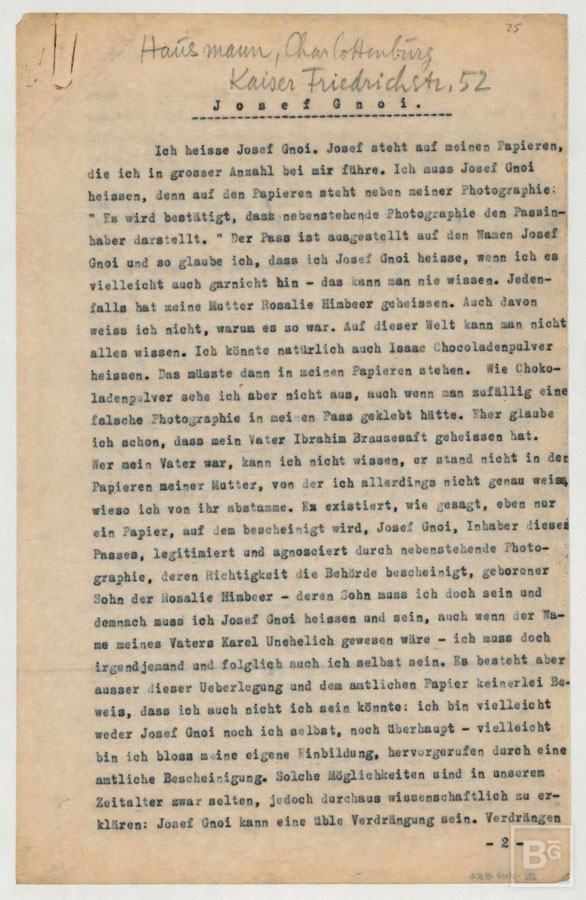 25
Hausmann, Charlottenburg
Kaiser Friedrichstr. 52
Josef Gnoi.
Ich heisse Josef Gnoi. Josef steht auf meinen Papieren,
die ich in grosser Anzahl bei mir führe. Ich muss Josef Gnoi
heissen, denn auf den Papieren steht neben meiner Photographie:
" Es wird bestätigt, dass nebenstehende Photographie den Passin-
haber darstellt. " Der Pass ist ausgestellt auf den Namen Josef
Gnoi und so glaube ich, dass ich Josef Gnoi heisse, wenn ich es
vielleicht auch garnicht bin - das kann man nie wissen. Jeden-
falls hat meine Mutter Rosalie Himbeer geheissen. Auch davon
weiss ich nicht, warum es so war. Auf dieser Welt kann man nicht
alles wissen. Ich könnte natürlich auch Isaac Chocoladenpulver
heissen. Das müsste dann in meinen Papieren stehen. Wie Choko-
ladenpulver sehe ich aber nicht aus, auch wenn man zufällig eine
falsche Photographie in meinen Pass geklebt hätte. Eher glaube
ich schon, dass mein Vater Ibrahim Brausesaft geheissen hat.
Wer mein Vater war, kann ich nicht wissen, er stand nicht in den
Papieren meiner Mutter, von der ich allerdings nicht genau weiss,
wieso ich von ihr abstamme. Es existiert, wie gesagt, eben nur
ein Papier, auf dem bescheinigt wird, Josef Gnoi, Inhaber dieses
Passes, legitimiert und agnosciert durch nebenstehende Photo-
graphie, deren Richtigkeit die Behörde bescheinigt, geborener
Sohn der Rosalie Himbeer - deren Sohn muss ich doch sein und
demnach muss ich Josef Gnoi heissen und sein, auch wenn der Na-
me meines Vaters Karel Unehelich gewesen wäre - ich muss doch
irgendjemand und folglich auch ich selbst sein. Es besteht aber
ausser dieser Ueberlegung und dem amtlichen Papier keinerlei Be-
weis, dass ich auch nicht ich sein könnte: ich bin vielleicht
weder Josef Gnoi noch ich selbst, noch überhaupt - vielleicht
bin ich bloss meine eigene Einbildung, hervorgerufen durch eine
amtliche Bescheinigung. Solche Möglichkeiten sind in unserem
Zeitalter zwar selten, jedoch durchaus wissenschaftlich zu er-
klären: Josef Gnoi kann eine üble Verdrängung sein. Verdrängen
- 2 -
BG